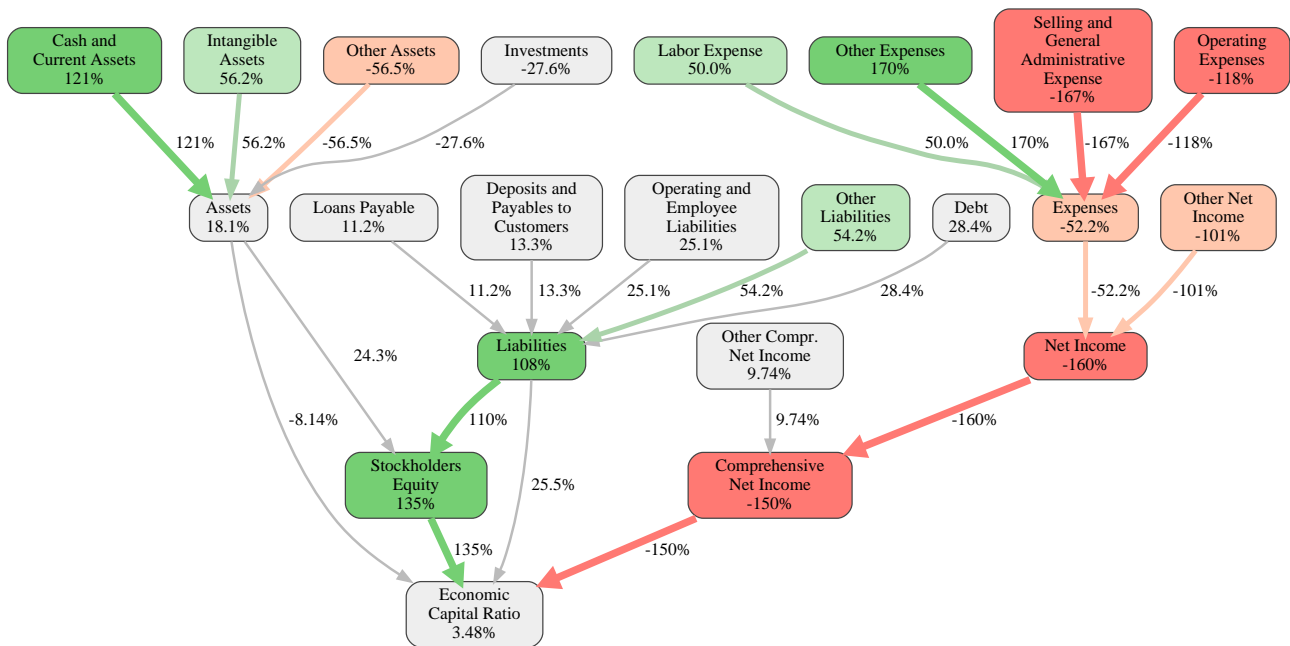 Cash and
Current Assets
121%
Intangible
Assets
56.2%
Other Assets
-56.5%
Investments
-27.6%
Labor Expense
50.0%
Other Expenses
170%
Selling and
General
Administrative
Expense
-167%
Operating
Expenses
-118%
121%
56.2%
-56.5%
-27.6%
50.0%
170%
-167%
-118%
Assets
18.1%
Loans Payable
11.2%
Deposits and
Payables to
Customers
13.3%
Operating and
Employee
Liabilities
25.1%
Other
Liabilities
54.2%
Debt
28.4%
Expenses
-52.2%
Other Net
Income
-101%
11.2%
13.3%
25.1%
54.2%
28.4%
-52.2%
-101%
Liabilities
108%
Other Compr.
Net Income
9.74%
Net Income
-160%
24.3%
-8.14%
110%
9.74%
-160%
Stockholders
Equity
135%
25.5%
Comprehensive
Net Income
-150%
135%
-150%
Economic
Capital Ratio
3.48%